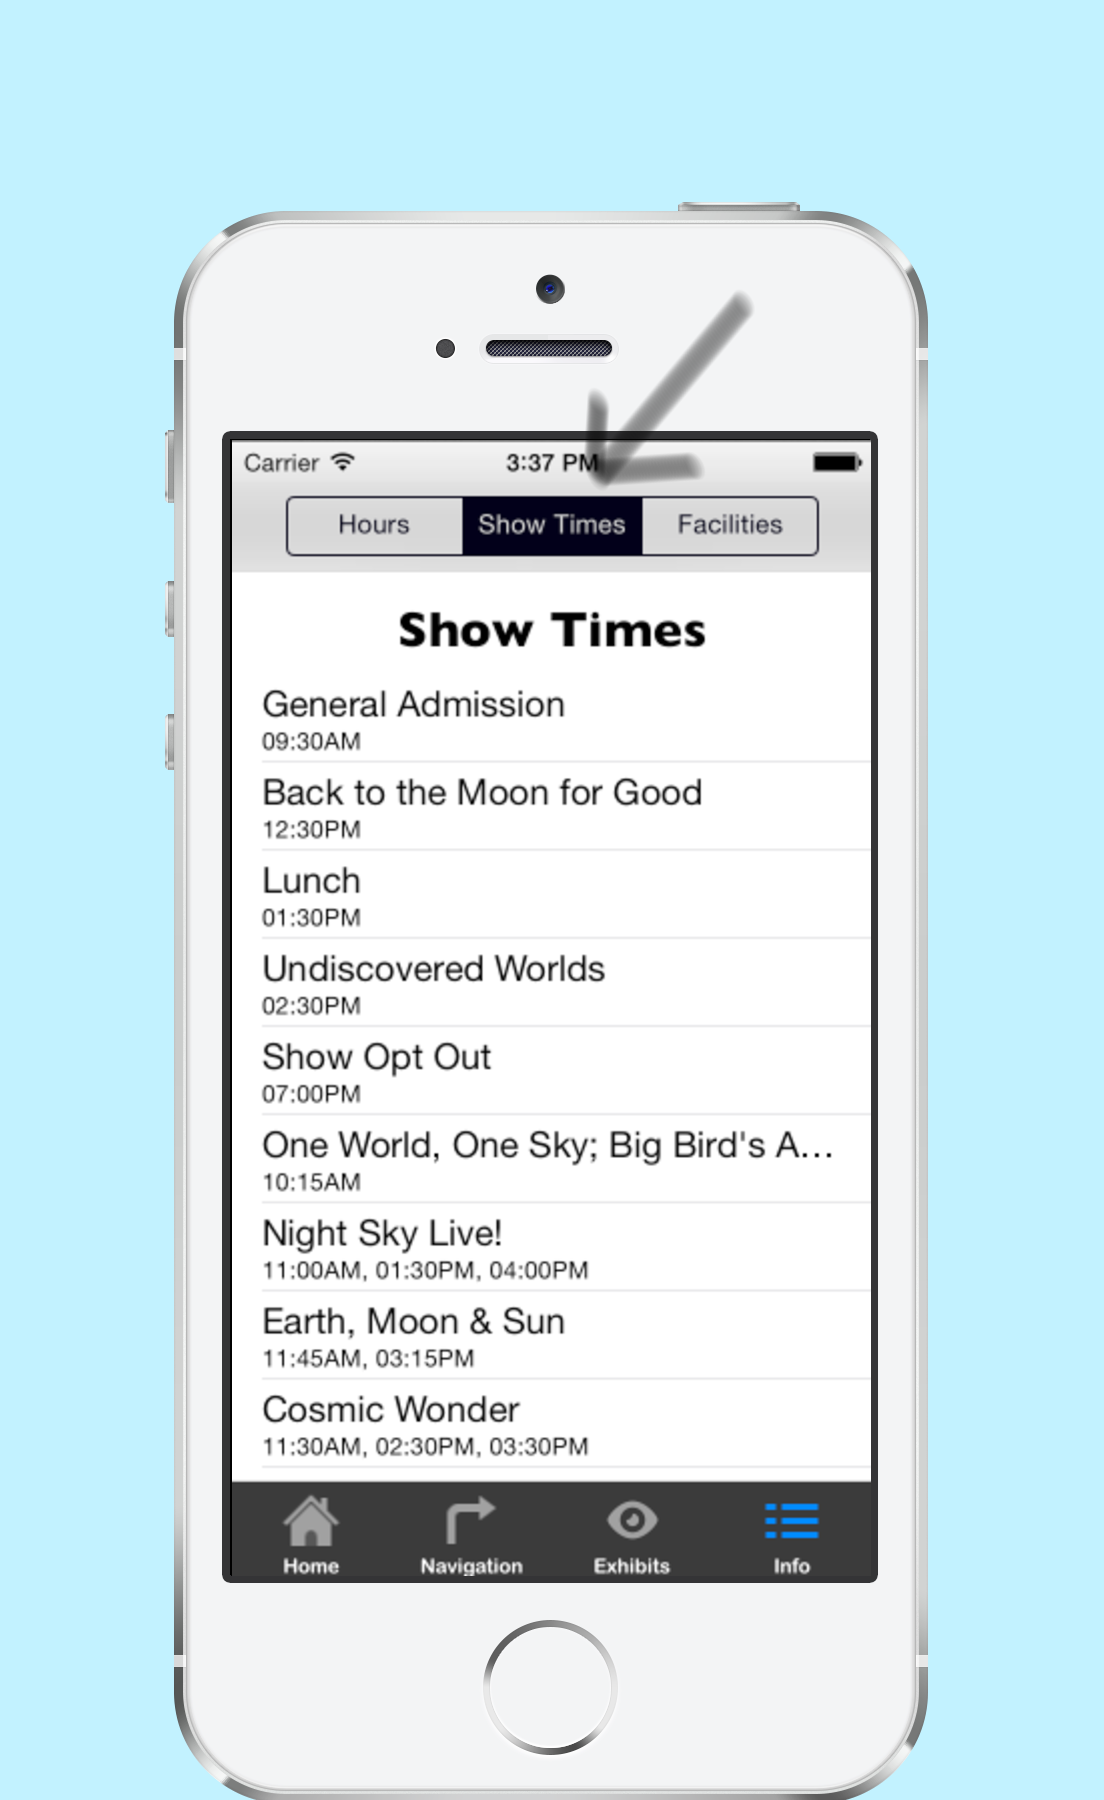 Carrier 3:37 PM
Hours Show Times Facilities
Show Times
General Admission
09:30AM
Back to the Moon for Good
12:30PM
Lunch
01:30PM
Undiscovered Worlds
02:30PM
Show Opt Out
07:00PM
One World, One Sky; Big Bird's A...
10:15AM
Night Sky Live!
11:00AM, 01:30PM, 04:00PM
Earth, Moon & Sun
11:45AM, 03:15PM
Cosmic Wonder
11:30AM, 02:30PM, 03:30PM
Home Navigation Exhibits Info